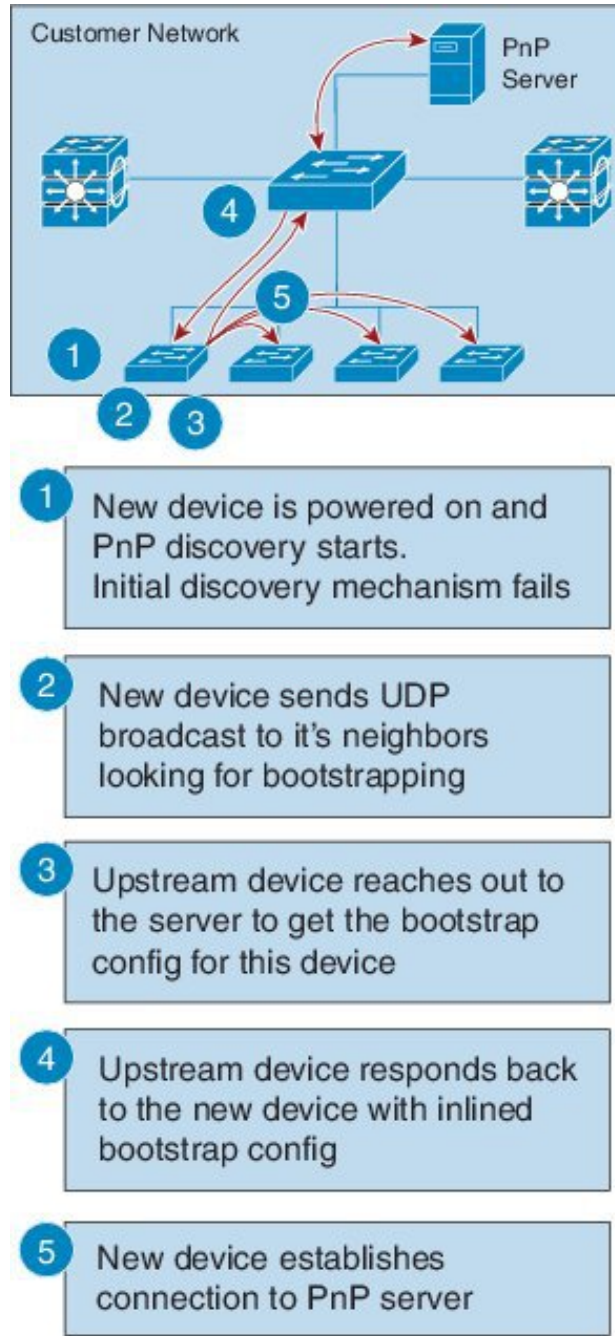 Customer Network
PnP
Server
4
5
1
2
3
1
New device is powered on and
PnP discovery starts.
Initial discovery mechanism fails
2
New device sends UDP
broadcast to it's neighbors
looking for bootstrapping
3
Upstream device reaches out to
the server to get the bootstrap
config for this device
4
Upstream device responds back
to the new device with inlined
bootstrap config
5
New device establishes
connection to PnP server